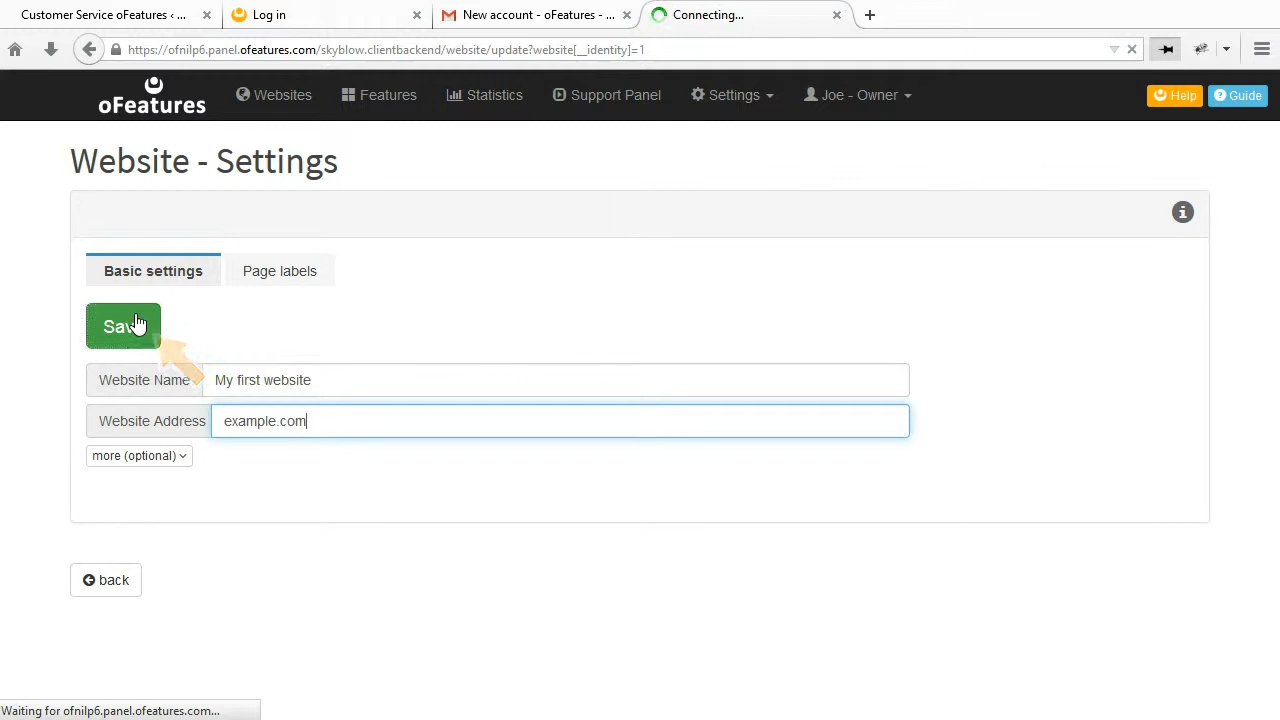 Customer Service oFeatures ‹ ...
Log in
New account - oFeatures - ...
Connecting...
https://ofnilp6.panel.ofeatures.com/skyblow.clientbackend/website/update?website[__identity]=1
oFeatures
Websites
Features
Statistics
Support Panel
Settings
Joe - Owner
Help
Guide
Website - Settings
Basic settings
Page labels
Website Name
My first website
Website Address
example.com
more (optional)
back
Waiting for ofnilp6.panel.ofeatures.com...